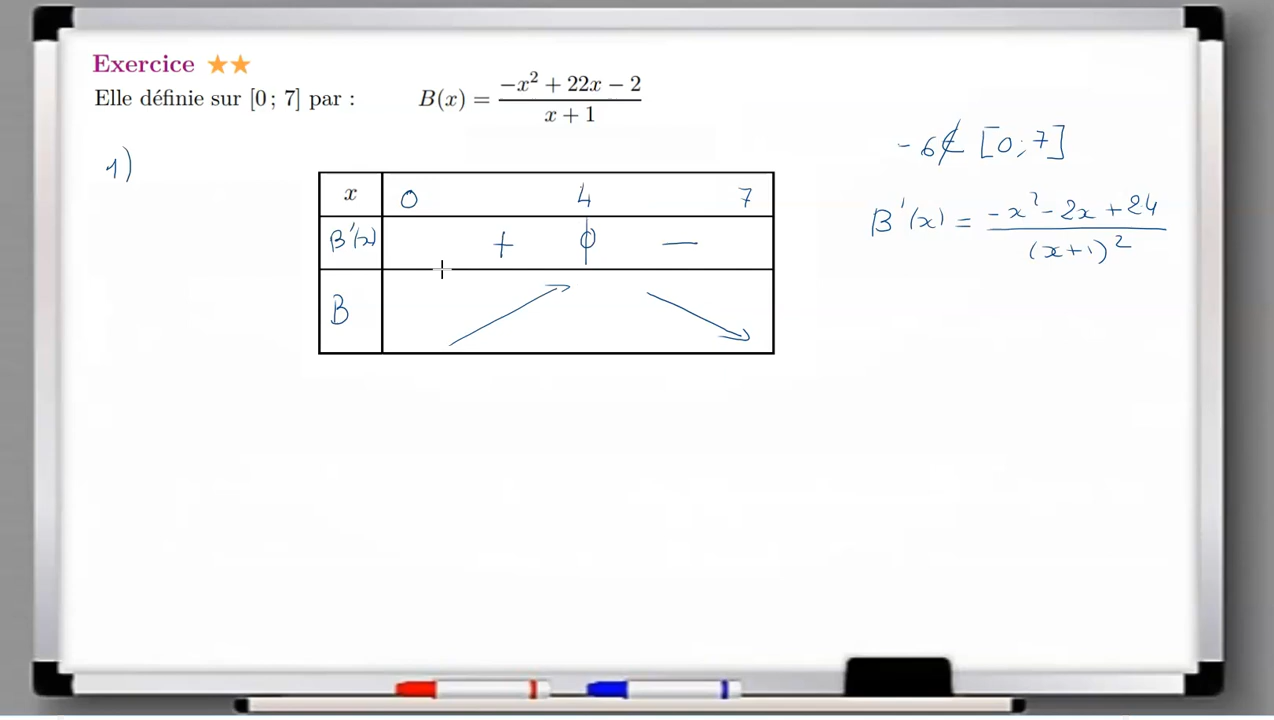 Exercice ★★
Elle définie sur [0 ; 7] par : B(x) = (−x² + 22x − 2)/(x + 1)
-6 ∉ [0;7]
1)
x 0 4 7
B'(x) + 0 −
B
B'(x) = (-x² - 2x + 24)/(x+1)²